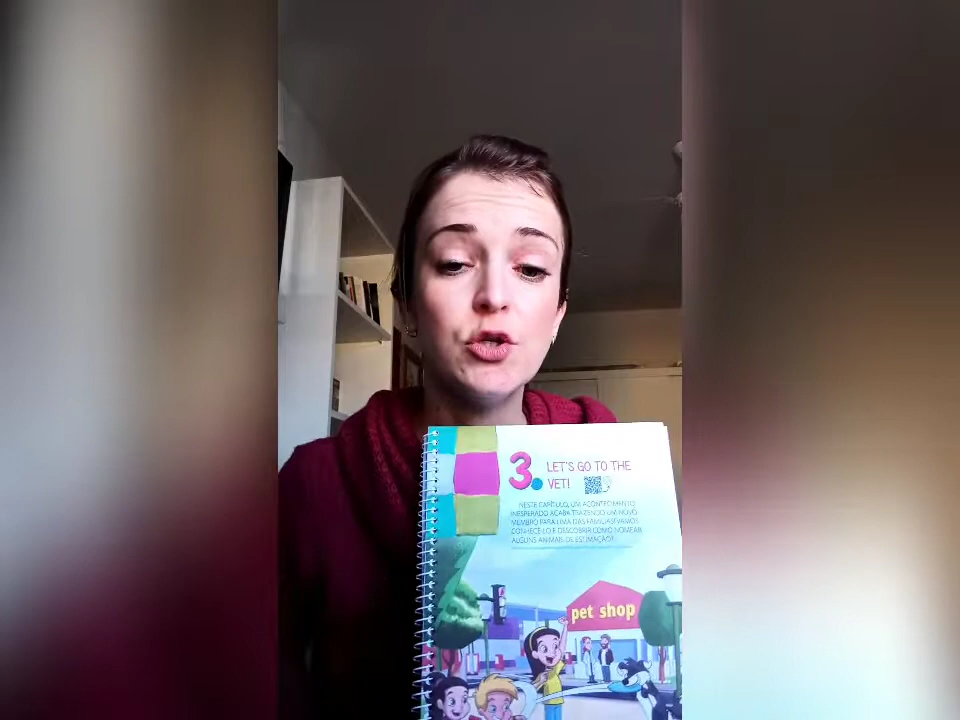 3. LET'S GO TO THE
VET!
NESTE CAPÍTULO, UM ACONTECIMENTO
INESPERADO ACABA TRAZENDO UM NOVO
MEMBRO PARA UMA DAS FAMÍLIAS! VAMOS
CONHECÊ-LO E DESCOBRIR COMO NOMEAR
ALGUNS ANIMAIS DE ESTIMAÇÃO?
pet shop